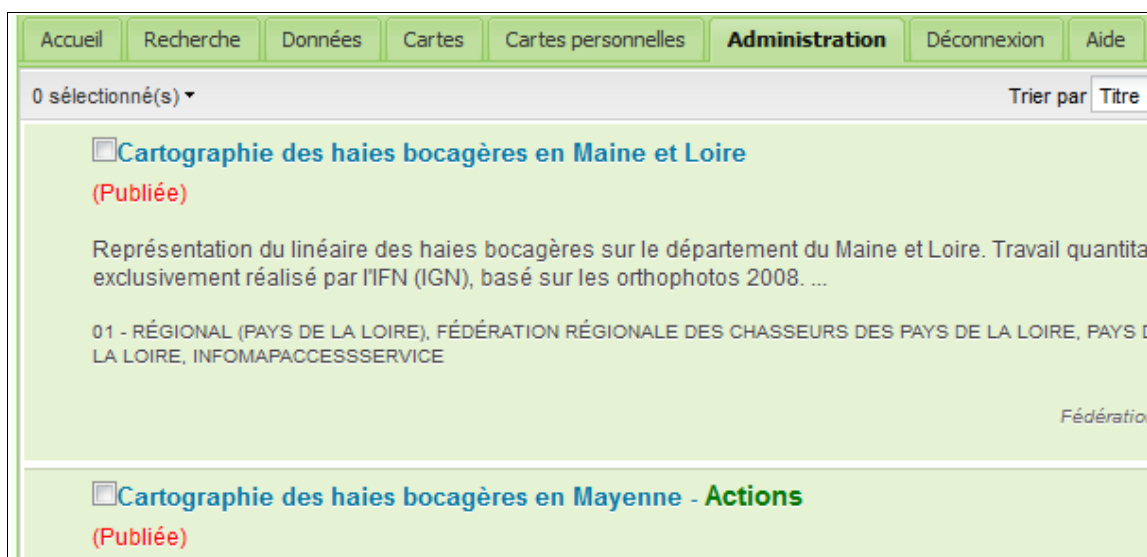 Accueil Recherche Données Cartes Cartes personnelles Administration Déconnexion Aide
0 sélectionné(s) Trier par Titre
Cartographie des haies bocagères en Maine et Loire
(Publiée)
Représentation du linéaire des haies bocagères sur le département du Maine et Loire. Travail quantita
exclusivement réalisé par l'IFN (IGN), basé sur les orthophotos 2008. ...
01 - RÉGIONAL (PAYS DE LA LOIRE), FÉDÉRATION RÉGIONALE DES CHASSEURS DES PAYS DE LA LOIRE, PAYS D
LA LOIRE, INFOMAPACCESSSERVICE
Fédération
Cartographie des haies bocagères en Mayenne - Actions
(Publiée)